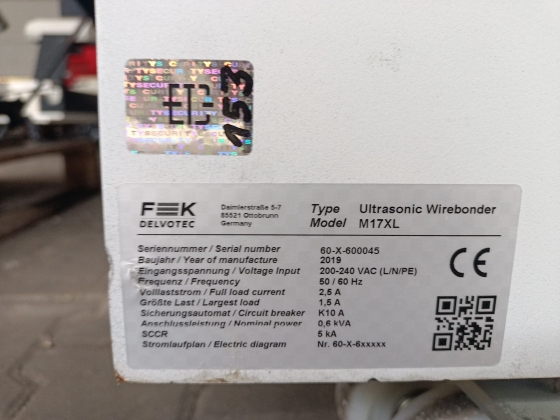 ETB
153
F&K
DELVOTEC
Daimlerstraße 5-7
85521 Ottobrunn
Germany
Type Ultrasonic Wirebonder
Model M17XL
Seriennummer / Serial number 60-X-600045
Baujahr / Year of manufacture 2019
Eingangsspannung / Voltage Input 200-240 VAC (L/N/PE)
Frequenz / Frequency 50 / 60 Hz
Volllaststrom / Full load current 2,5 A
Größte Last / Largest load 1,5 A
Sicherungsautomat / Circuit breaker K10 A
Anschlussleistung / Nominal power 0,6 kVA
SCCR 5 kA
Stromlaufplan / Electric diagram Nr. 60-X-6xxxxx
CE